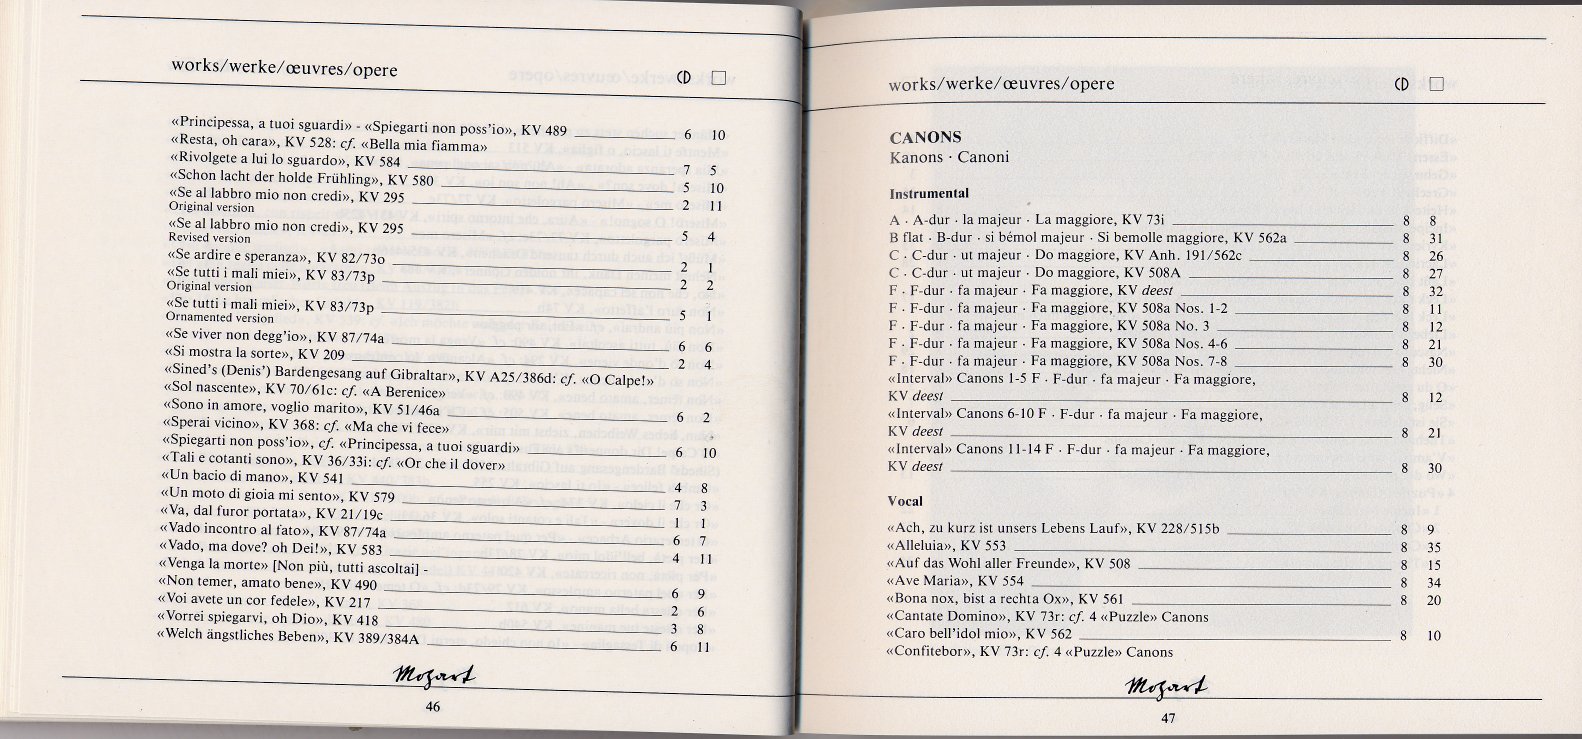 works/werke/œuvres/opere CD □
«Principessa, a tuoi sguardi» - «Spiegarti non poss'io», KV 489 6 10
«Resta, oh cara», KV 528: cf. «Bella mia fiamma»
«Rivolgete a lui lo sguardo», KV 584 7 5
«Schon lacht der holde Frühling», KV 580 5 10
«Se al labbro mio non credi», KV 295 2 11
Original version
«Se al labbro mio non credi», KV 295 5 4
Revised version
«Se ardire e speranza», KV 82/73o 2 1
«Se tutti i mali miei», KV 83/73p 2 2
Original version
«Se tutti i mali miei», KV 83/73p 5 1
Ornamented version
«Se viver non degg'io», KV 87/74a 6 6
«Si mostra la sorte», KV 209 2 4
«Sined's (Denis') Bardengesang auf Gibraltar», KV A25/386d: cf. «O Calpe!»
«Sol nascente», KV 70/61c: cf. «A Berenice»
«Sono in amore, voglio marito», KV 51/46a 6 2
«Sperai vicino», KV 368: cf. «Ma che vi fece»
«Spiegarti non poss'io», cf. «Principessa, a tuoi sguardi» 6 10
«Tali e cotanti sono», KV 36/33i: cf. «Or che il dover»
«Un bacio di mano», KV 541 4 8
«Un moto di gioia mi sento», KV 579 7 3
«Va, dal furor portata», KV 21/19c 1 1
«Vado incontro al fato», KV 87/74a 6 7
«Vado, ma dove? oh Dei!», KV 583 4 11
«Venga la morte» [Non più, tutti ascoltai] -
«Non temer, amato bene», KV 490 6 9
«Voi avete un cor fedele», KV 217 2 6
«Vorrei spiegarvi, oh Dio», KV 418 3 8
«Welch ängstliches Beben», KV 389/384A 6 11
Mozart
46
works/werke/œuvres/opere CD □
CANONS
Kanons · Canoni
Instrumental
A · A-dur · la majeur · La maggiore, KV 73i 8 8
B flat · B-dur · si bémol majeur · Si bemolle maggiore, KV 562a 8 31
C · C-dur · ut majeur · Do maggiore, KV Anh. 191/562c 8 26
C · C-dur · ut majeur · Do maggiore, KV 508A 8 27
F · F-dur · fa majeur · Fa maggiore, KV deest 8 32
F · F-dur · fa majeur · Fa maggiore, KV 508a Nos. 1-2 8 11
F · F-dur · fa majeur · Fa maggiore, KV 508a No. 3 8 12
F · F-dur · fa majeur · Fa maggiore, KV 508a Nos. 4-6 8 21
F · F-dur · fa majeur · Fa maggiore, KV 508a Nos. 7-8 8 30
«Interval» Canons 1-5 F · F-dur · fa majeur · Fa maggiore,
KV deest 8 12
«Interval» Canons 6-10 F · F-dur · fa majeur · Fa maggiore,
KV deest 8 21
«Interval» Canons 11-14 F · F-dur · fa majeur · Fa maggiore,
KV deest 8 30
Vocal
«Ach, zu kurz ist unsers Lebens Lauf», KV 228/515b 8 9
«Alleluia», KV 553 8 35
«Auf das Wohl aller Freunde», KV 508 8 15
«Ave Maria», KV 554 8 34
«Bona nox, bist a rechta Ox», KV 561 8 20
«Cantate Domino», KV 73r: cf. 4 «Puzzle» Canons
«Caro bell'idol mio», KV 562 8 10
«Confitebor», KV 73r: cf. 4 «Puzzle» Canons
Mozart
47